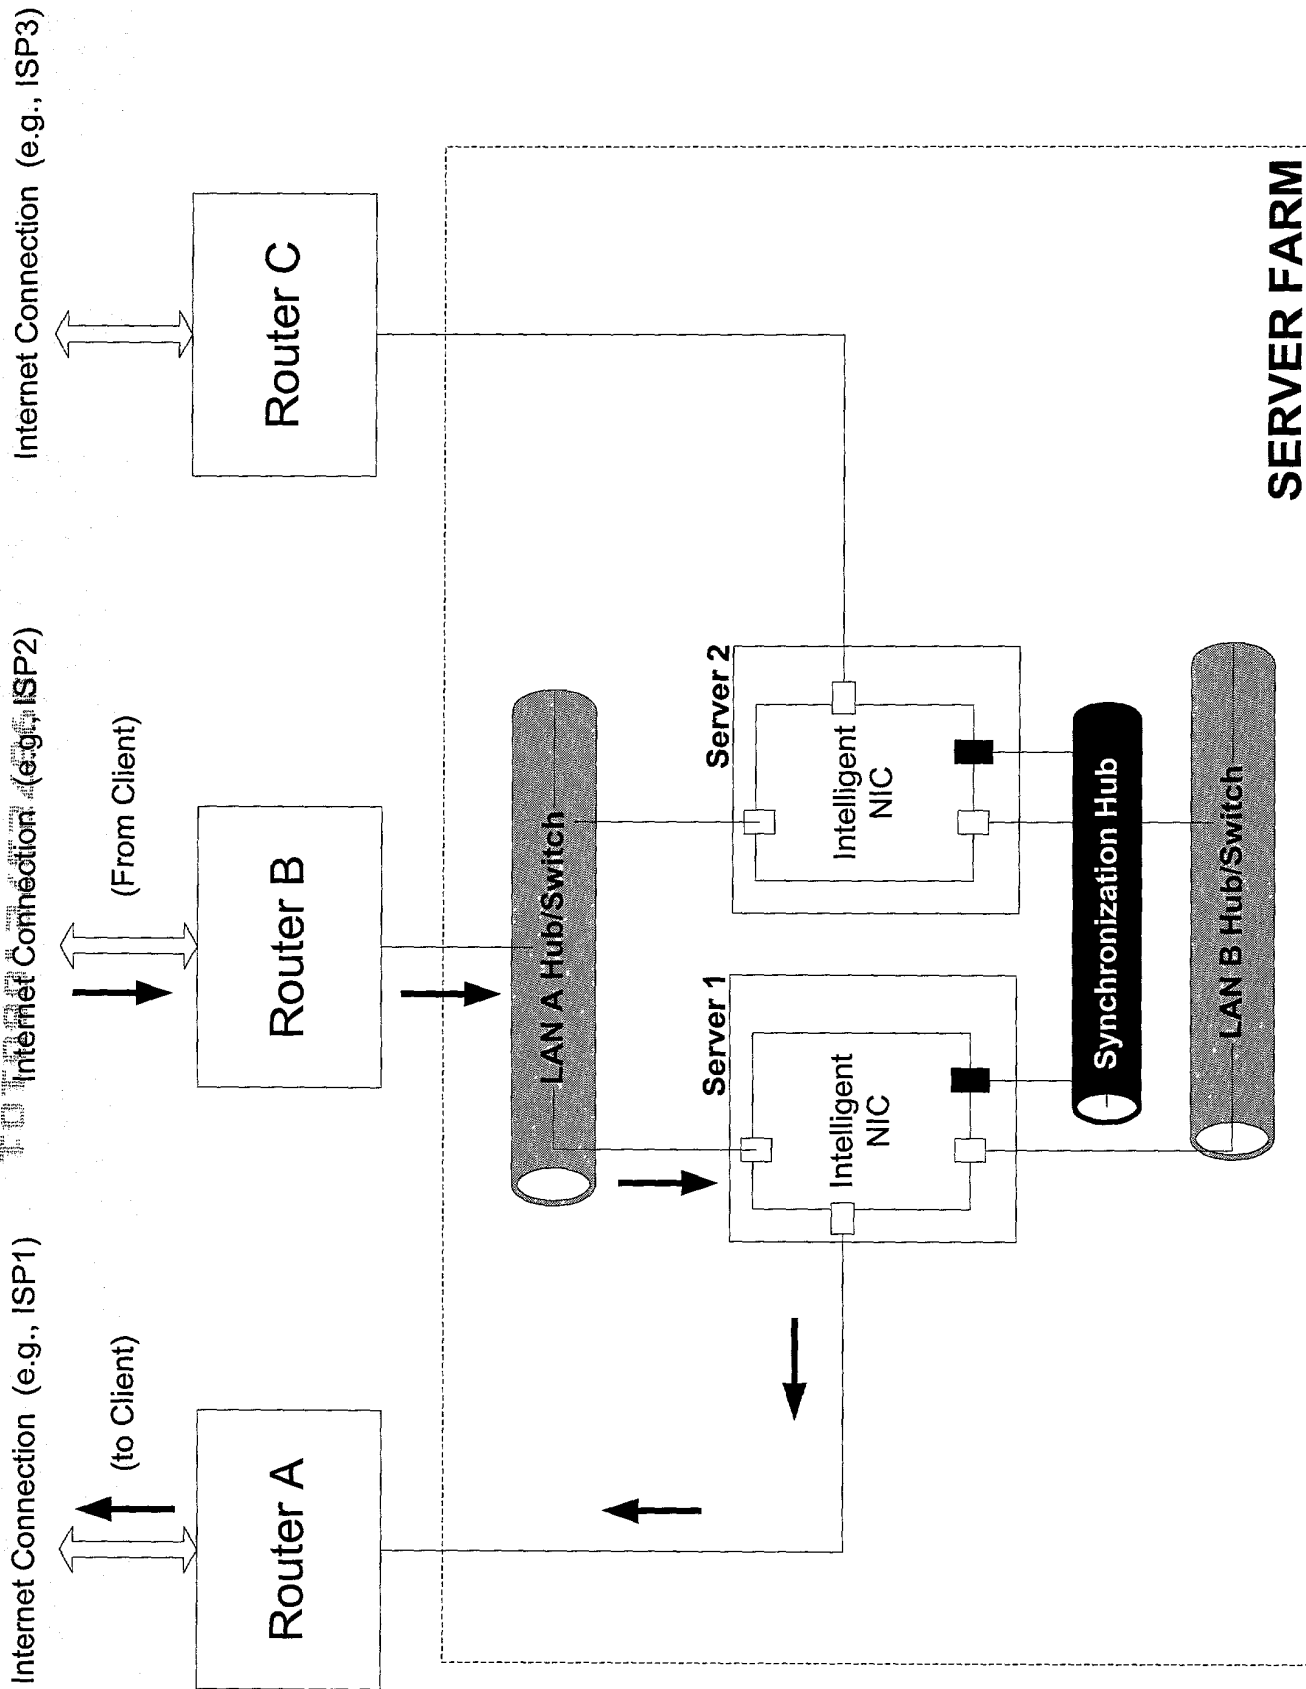 Internet Connection (e.g., ISP1)
Internet Connection (e.g., ISP2)
Internet Connection (e.g., ISP3)
(to Client)
(From Client)
Router A
Router B
Router C
LAN A Hub/Switch
Server 1
Server 2
Intelligent
NIC
Intelligent
NIC
Synchronization Hub
LAN B Hub/Switch
SERVER FARM